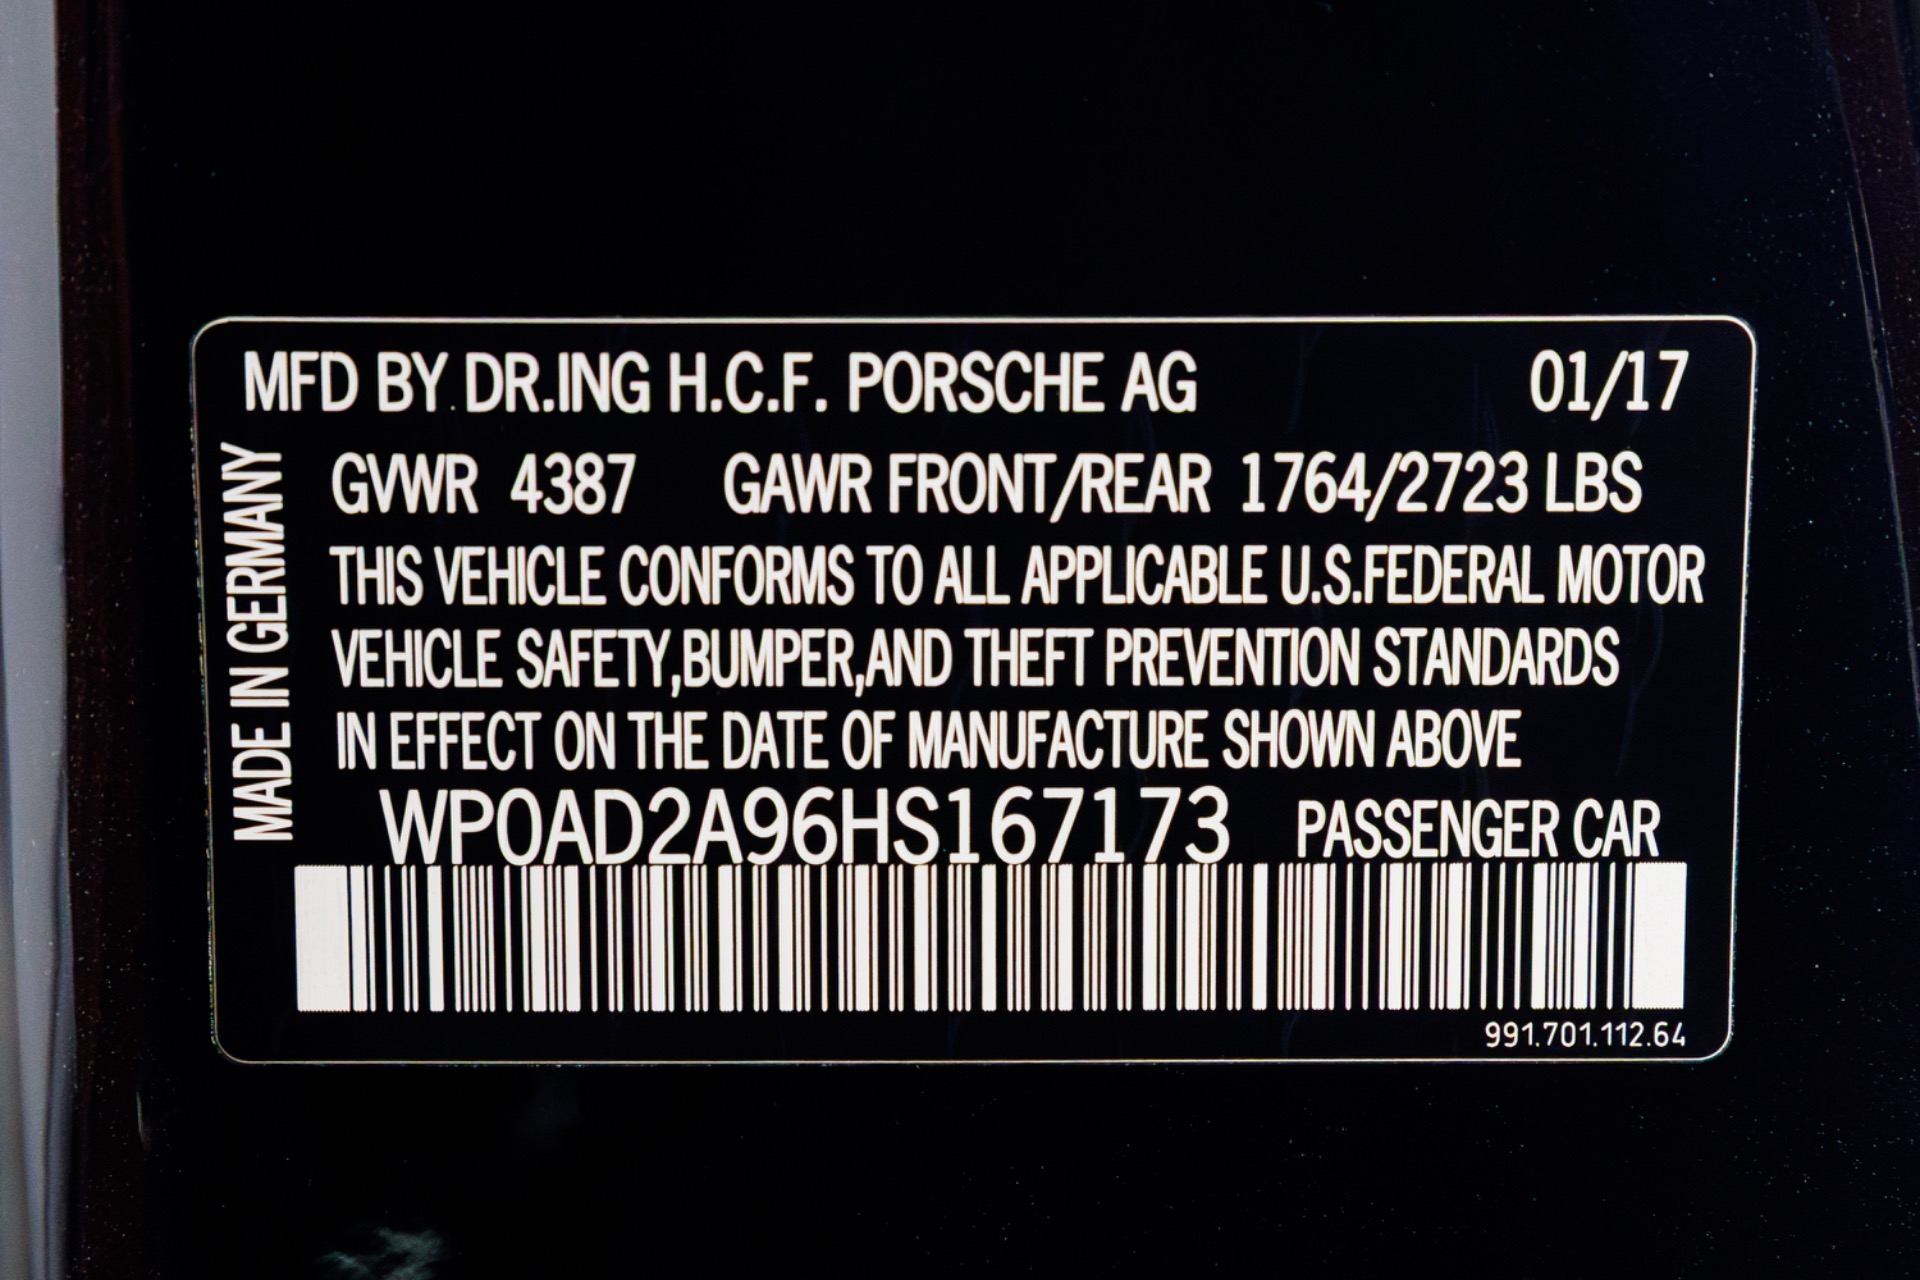 MFD BY DR.ING H.C.F. PORSCHE AG 01/17
MADE IN GERMANY
GVWR 4387 GAWR FRONT/REAR 1764/2723 LBS
THIS VEHICLE CONFORMS TO ALL APPLICABLE U.S.FEDERAL MOTOR
VEHICLE SAFETY,BUMPER,AND THEFT PREVENTION STANDARDS
IN EFFECT ON THE DATE OF MANUFACTURE SHOWN ABOVE
WP0AD2A96HS167173 PASSENGER CAR
991.701.112.64